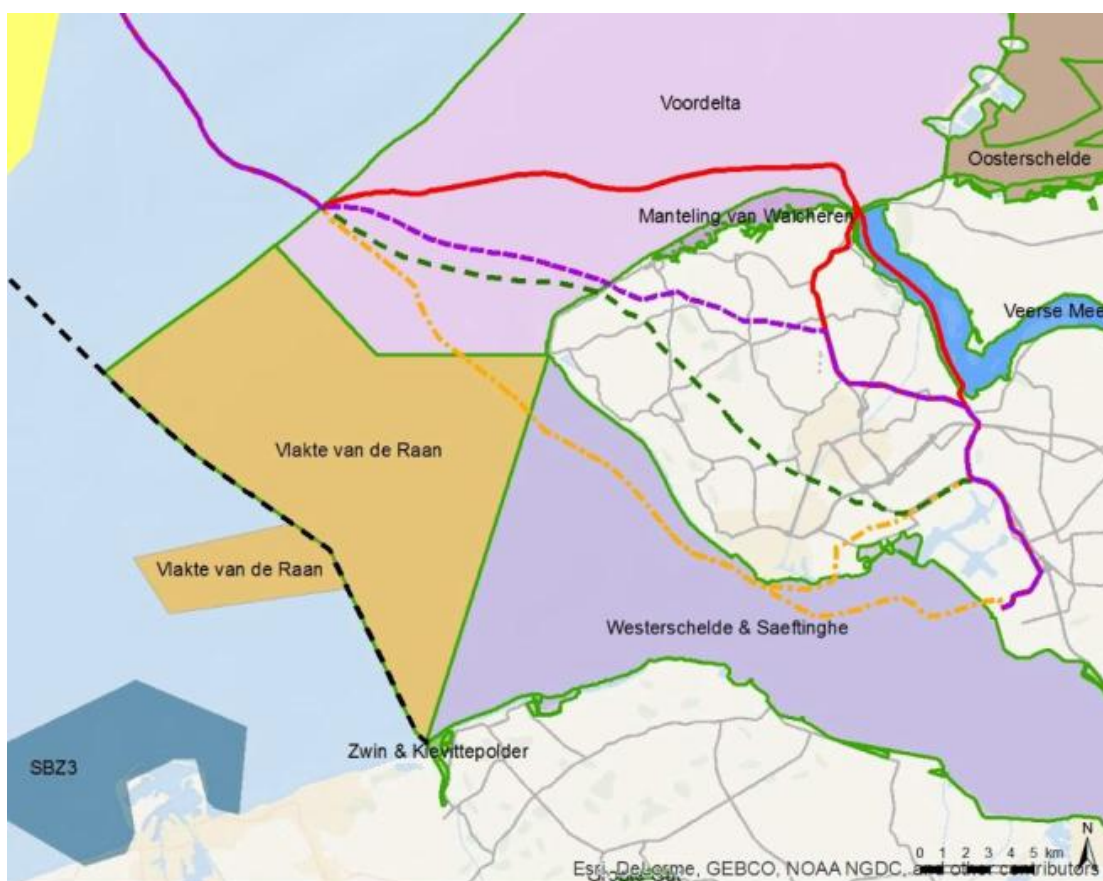 Voordelta
Oosterschelde
Manteling van Walcheren
Veerse Mee
Vlakte van de Raan
Vlakte van de Raan
Westerschelde & Saeftinghe
Zwin & Kievittepolder
SBZ3
N
0 1 2 3 4 5 km
Esri, DeLorme, GEBCO, NOAA NGDC, and other contributors